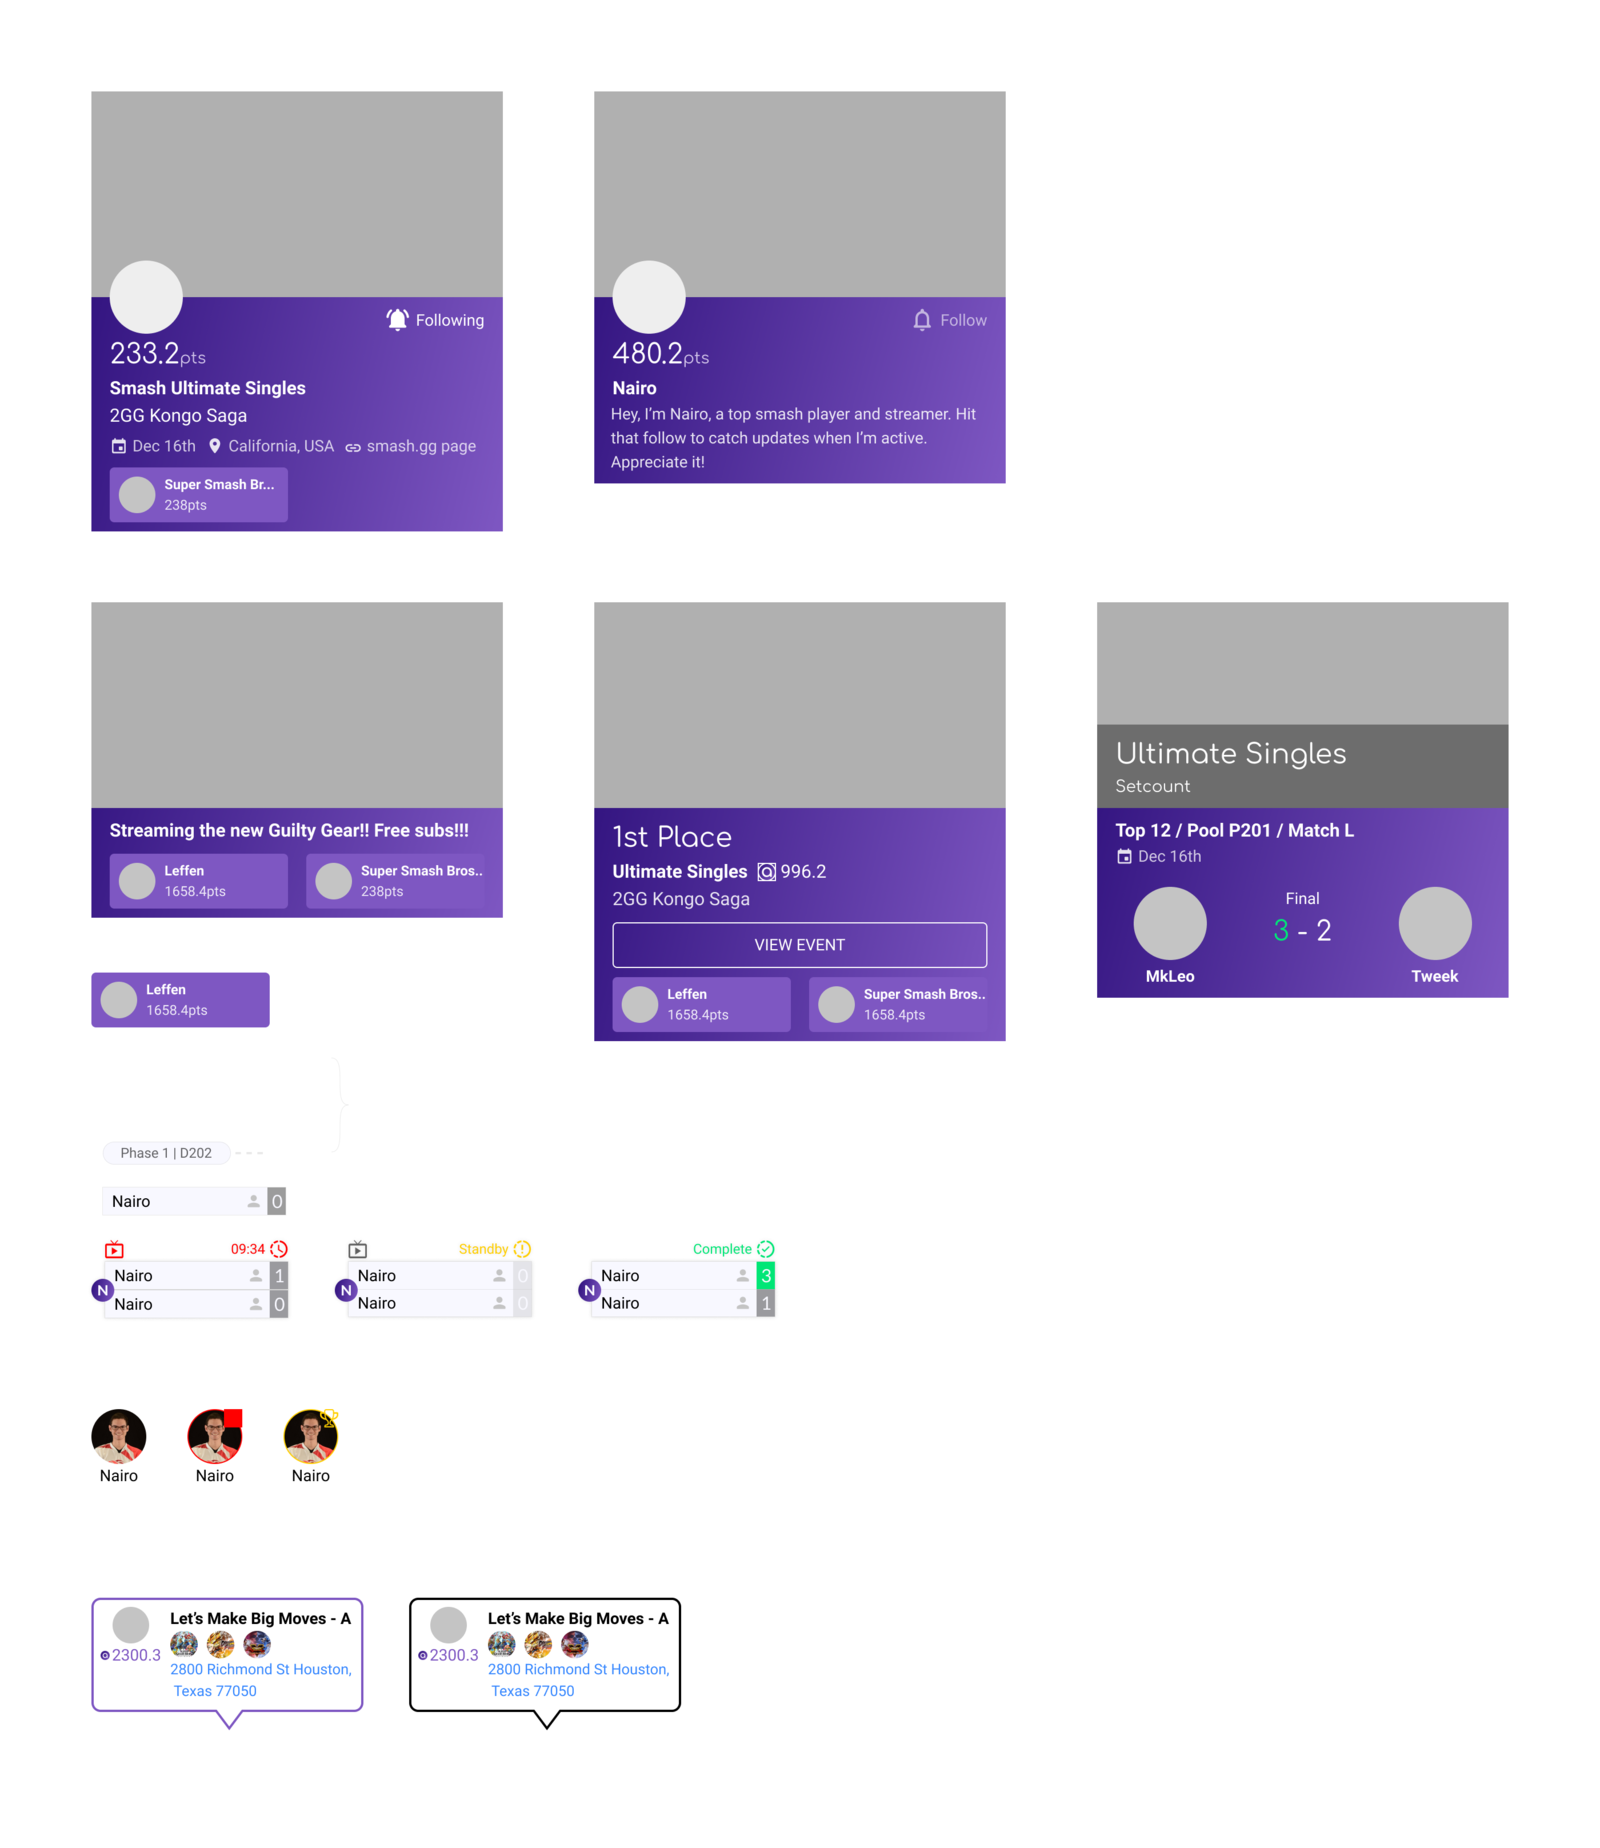 Following
233.2pts
Smash Ultimate Singles
2GG Kongo Saga
Dec 16th California, USA smash.gg page
Super Smash Br...
238pts
Follow
480.2pts
Nairo
Hey, I’m Nairo, a top smash player and streamer. Hit
that follow to catch updates when I’m active.
Appreciate it!
Streaming the new Guilty Gear!! Free subs!!!
Leffen
1658.4pts
Super Smash Bros..
238pts
1st Place
Ultimate Singles 996.2
2GG Kongo Saga
VIEW EVENT
Leffen
1658.4pts
Super Smash Bros..
1658.4pts
Ultimate Singles
Setcount
Top 12 / Pool P201 / Match L
Dec 16th
Final
3 - 2
MkLeo
Tweek
Leffen
1658.4pts
Phase 1 | D202
Nairo 0
09:34
Nairo 1
N
Nairo 0
Standby
Nairo 0
N
Nairo 0
Complete
Nairo 3
N
Nairo 1
Nairo
Nairo
Nairo
Let’s Make Big Moves - A
2300.3
2800 Richmond St Houston,
Texas 77050
Let’s Make Big Moves - A
2300.3
2800 Richmond St Houston,
Texas 77050